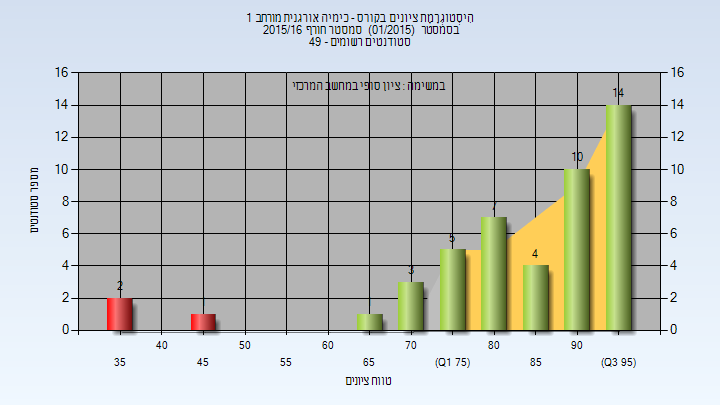 היסטוגרמת ציונים בקורס - כימיה אורגנית מורחב 1
בסמסטר (01/2015) סמסטר חורף 2015/16
סטודנטים רשומים - 49
במשימה : ציון סופי במחשב המרכזי
16 16
14 14
12 12
10 10
8 8
6 6
4 4
2 2
0 0
מספר סטודנטים
2 3 5 7 4 10 14
40 50 60 70 80 90
35 45 55 65 (Q1 75) 85 (Q3 95)
טווח ציונים